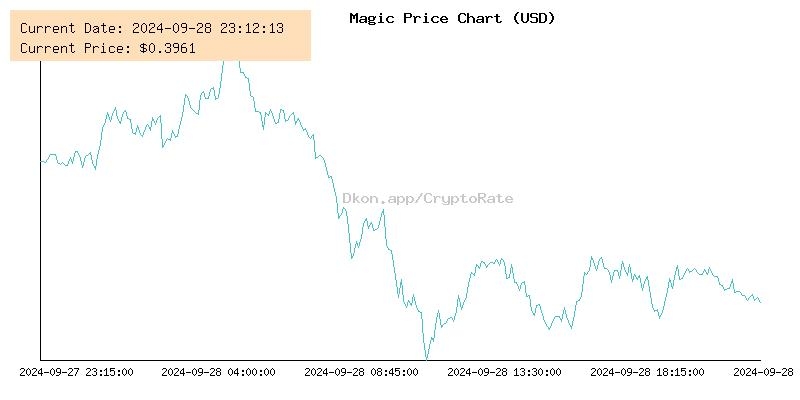 Magic Price Chart (USD)
Current Date: 2024-09-28 23:12:13
Current Price: $0.3961
Dkon.app/CryptoRate
2024-09-27 23:15:00 2024-09-28 04:00:00 2024-09-28 08:45:00 2024-09-28 13:30:00 2024-09-28 18:15:00 2024-09-28